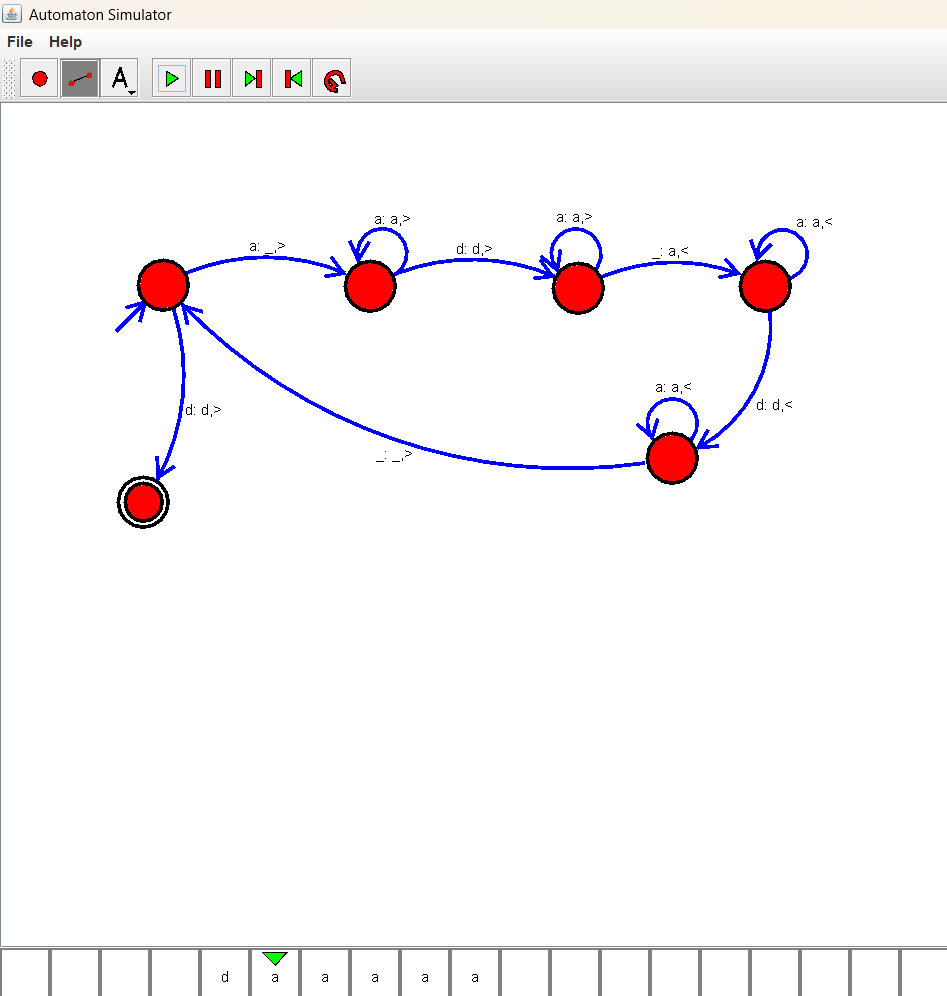 Automaton Simulator
File Help
A
a: a,> a: a,> a: a,<
a: _,> d: d,> _: a,<
a: a,<
d: d,> d: d,<
_: _,>
d a a a a a